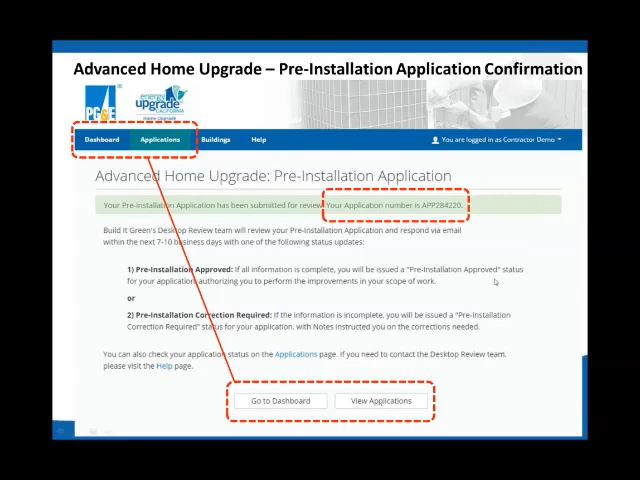 Advanced Home Upgrade – Pre-Installation Application Confirmation
PG&E
energy
upgrade
CALIFORNIA
Home Upgrade
Dashboard Applications Buildings Help You are logged in as Contractor Demo
Advanced Home Upgrade: Pre-Installation Application
Your Pre-Installation Application has been submitted for review. Your Application number is APP284220.
Build It Green's Desktop Review team will review your Pre-Installation Application and respond via email
within the next 7-10 business days with one of the following status updates:
1) Pre-Installation Approved: If all information is complete, you will be issued a "Pre-Installation Approved" status
for your application, authorizing you to perform the improvements in your scope of work.
or
2) Pre-Installation Correction Required: If the information is incomplete, you will be issued a "Pre-Installation
Correction Required" status for your application, with Notes instructed you on the corrections needed.
You can also check your application status on the Applications page. If you need to contact the Desktop Review team,
please visit the Help page.
Go to Dashboard View Applications